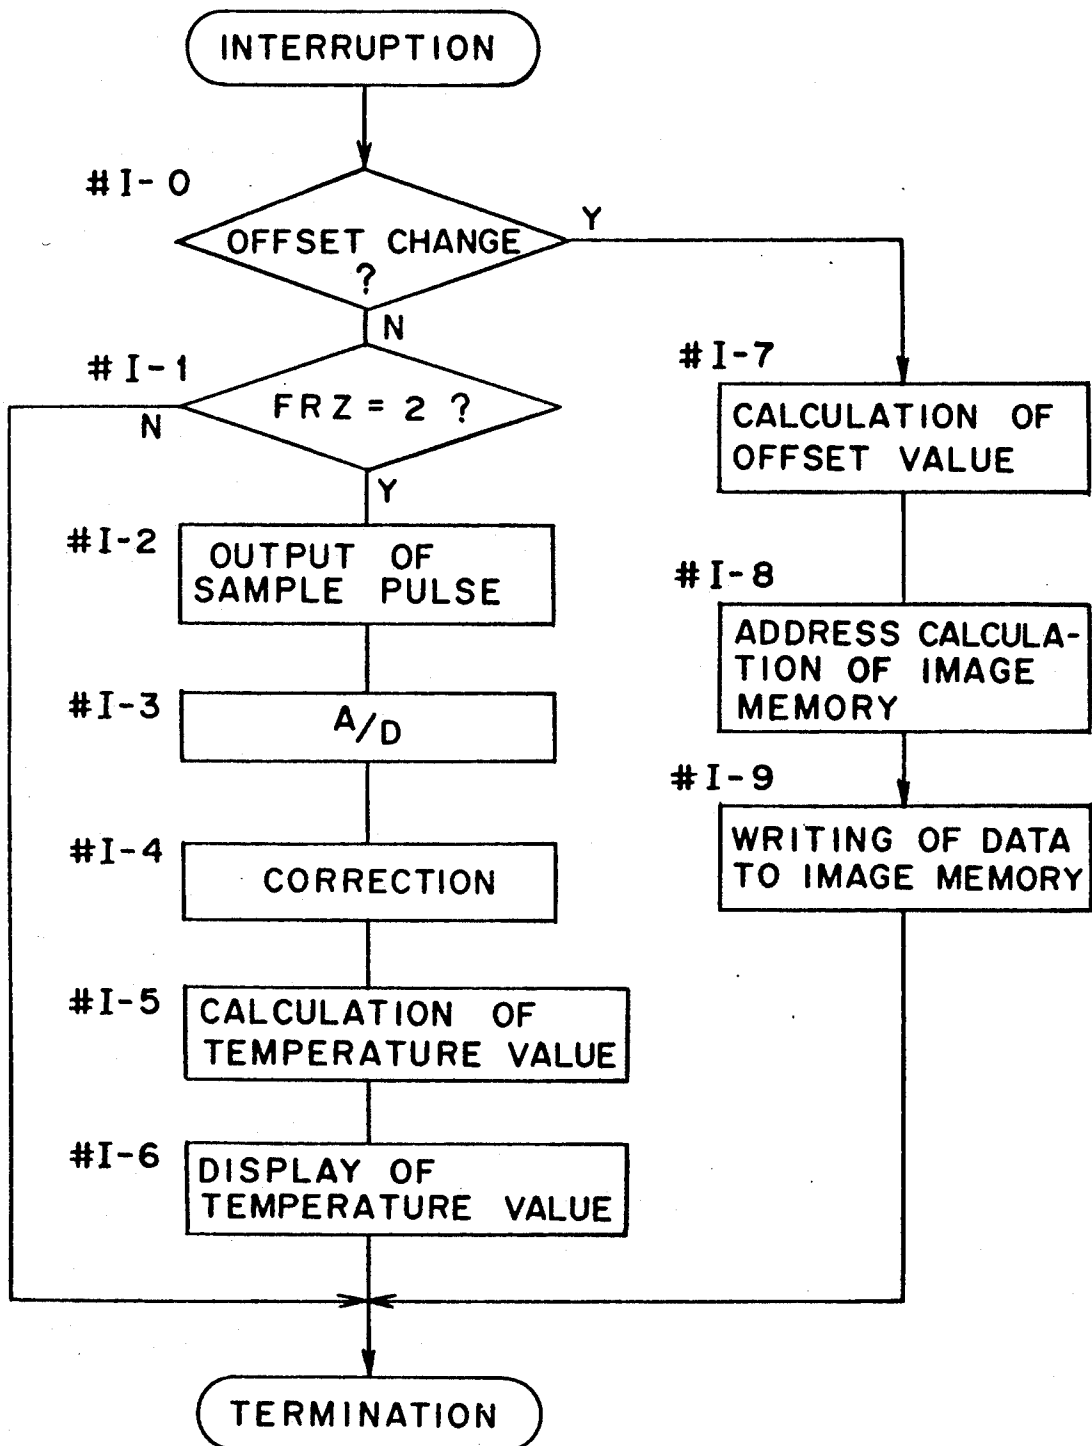 INTERRUPTION
#I-0
OFFSET CHANGE
?
Y
N
#I-1
FRZ = 2 ?
N
Y
#I-2
OUTPUT OF
SAMPLE PULSE
#I-3
A/D
#I-4
CORRECTION
#I-5
CALCULATION OF
TEMPERATURE VALUE
#I-6
DISPLAY OF
TEMPERATURE VALUE
#I-7
CALCULATION OF
OFFSET VALUE
#I-8
ADDRESS CALCULA-
TION OF IMAGE
MEMORY
#I-9
WRITING OF DATA
TO IMAGE MEMORY
TERMINATION